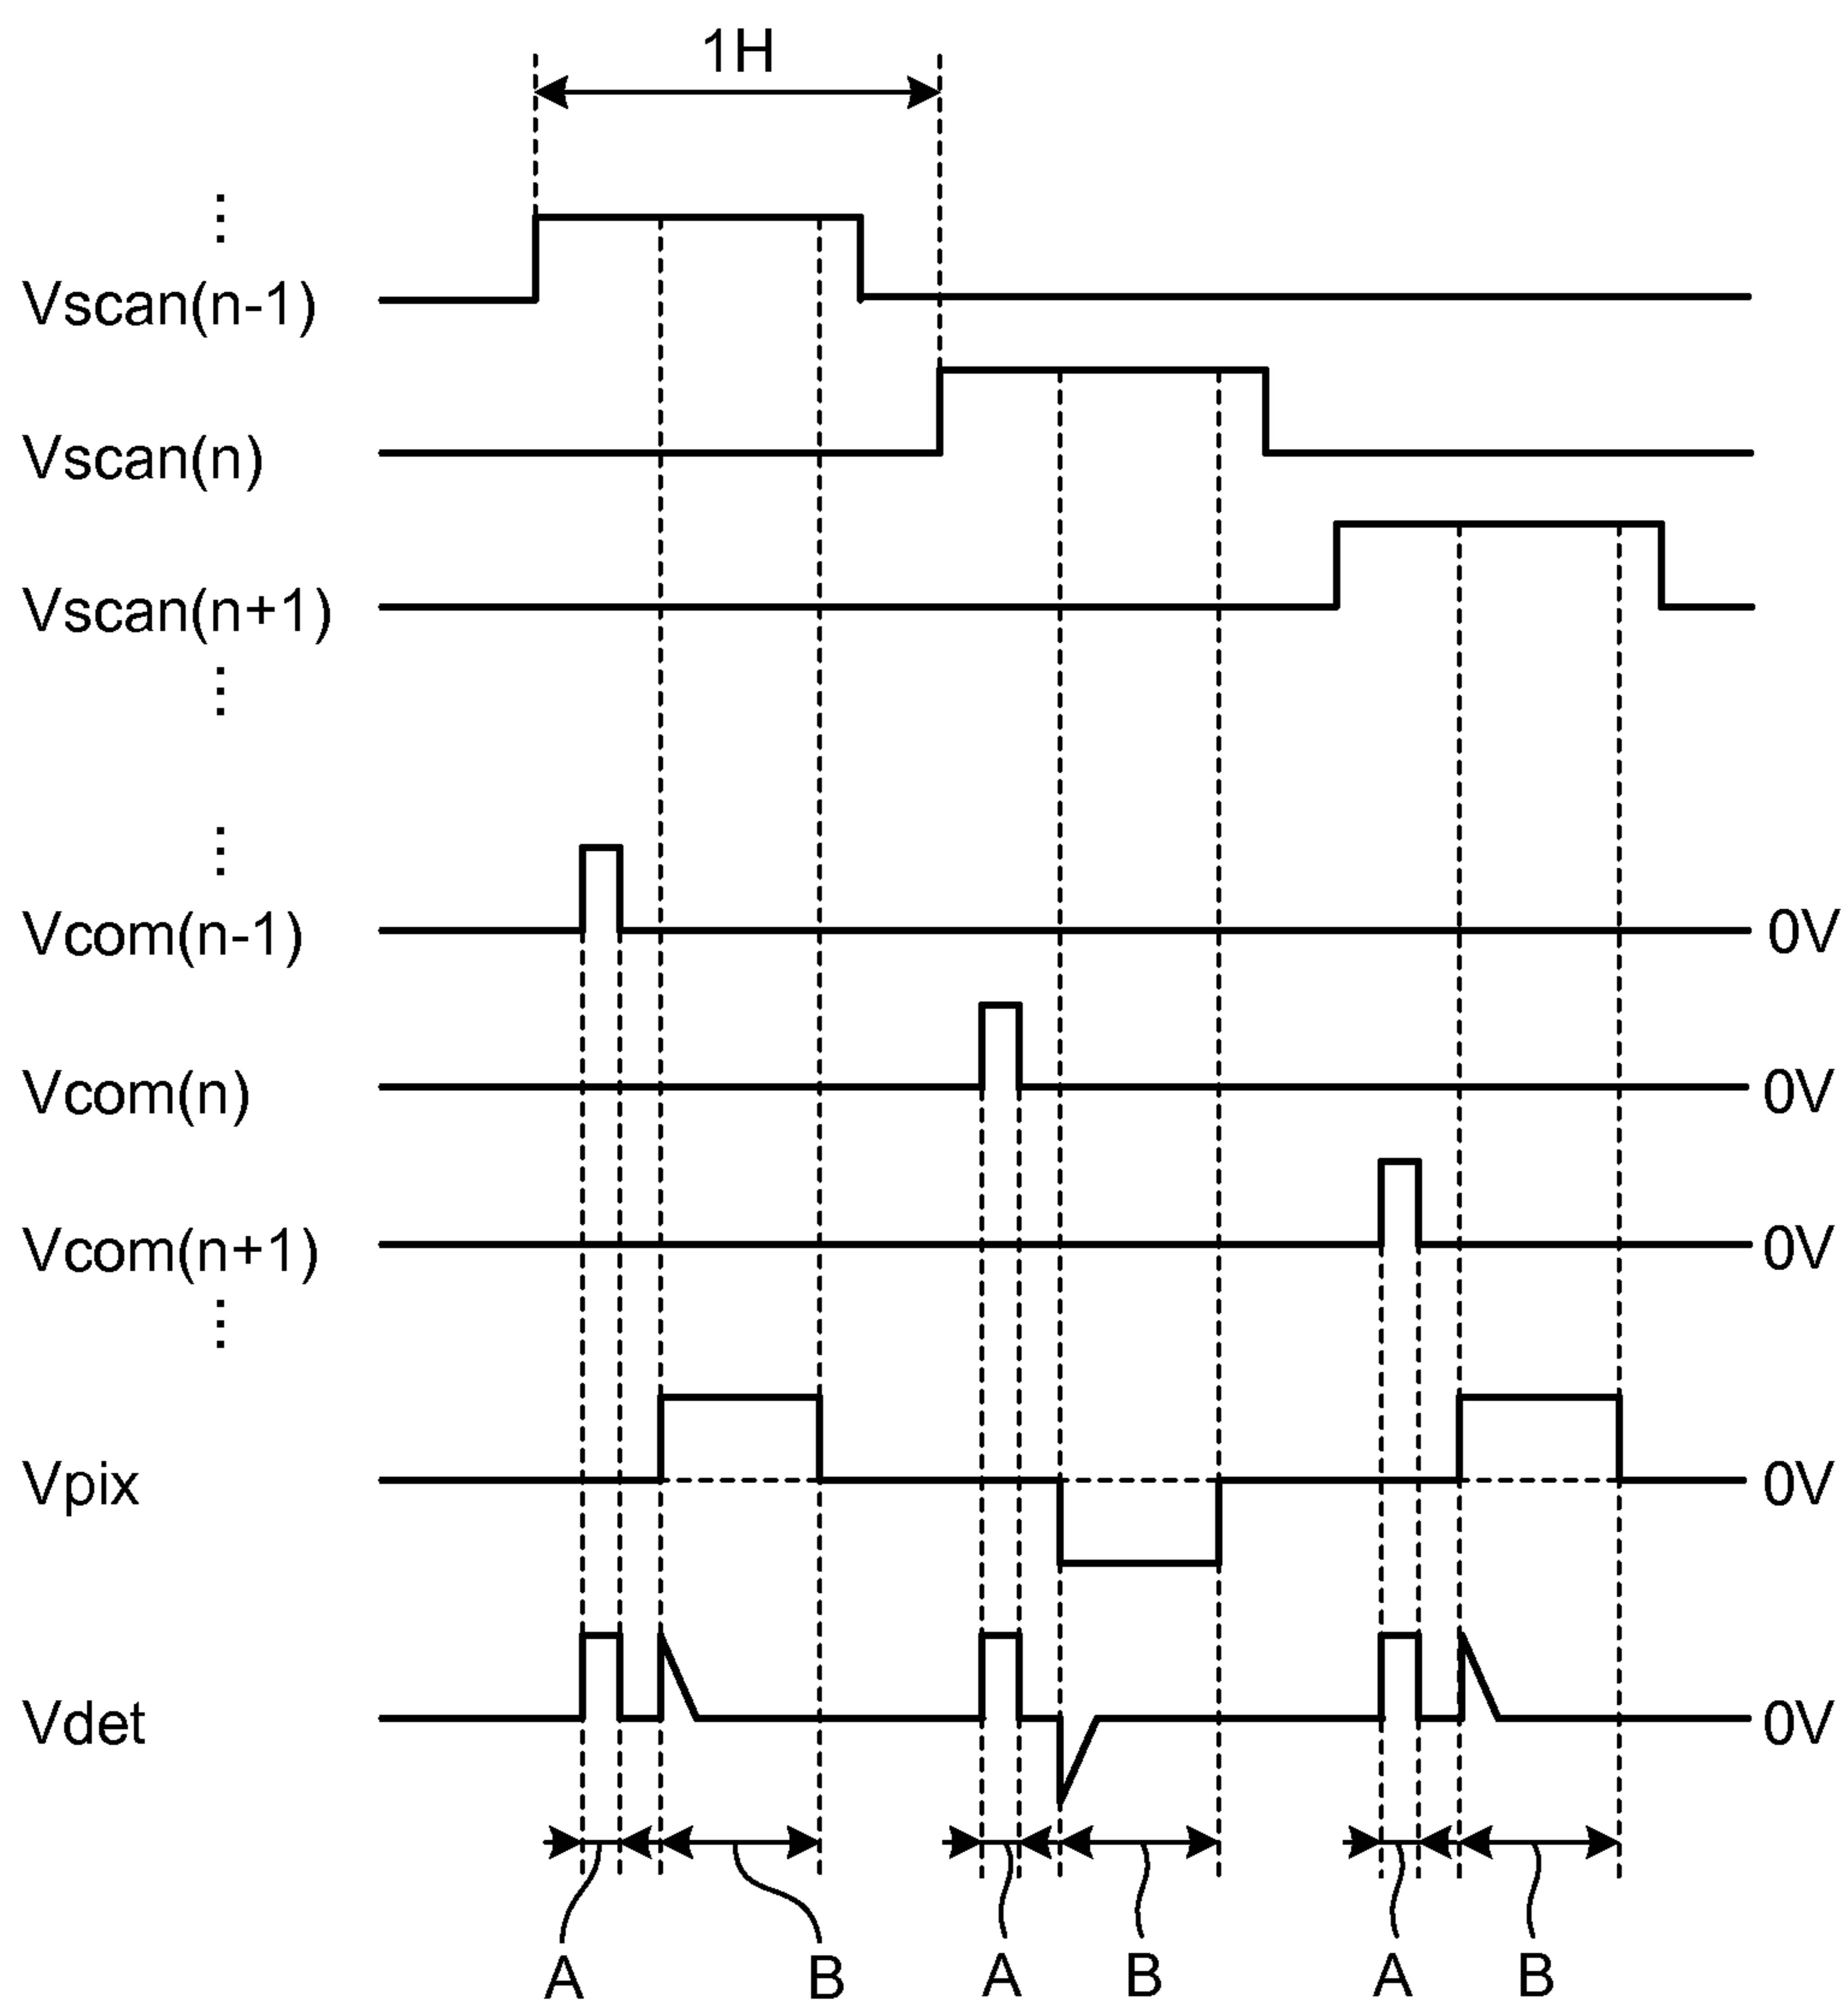 1H
⋮
Vscan(n-1)
Vscan(n)
Vscan(n+1)
⋮
⋮
Vcom(n-1) 0V
Vcom(n) 0V
Vcom(n+1) 0V
⋮
Vpix 0V
Vdet 0V
A B A B A B